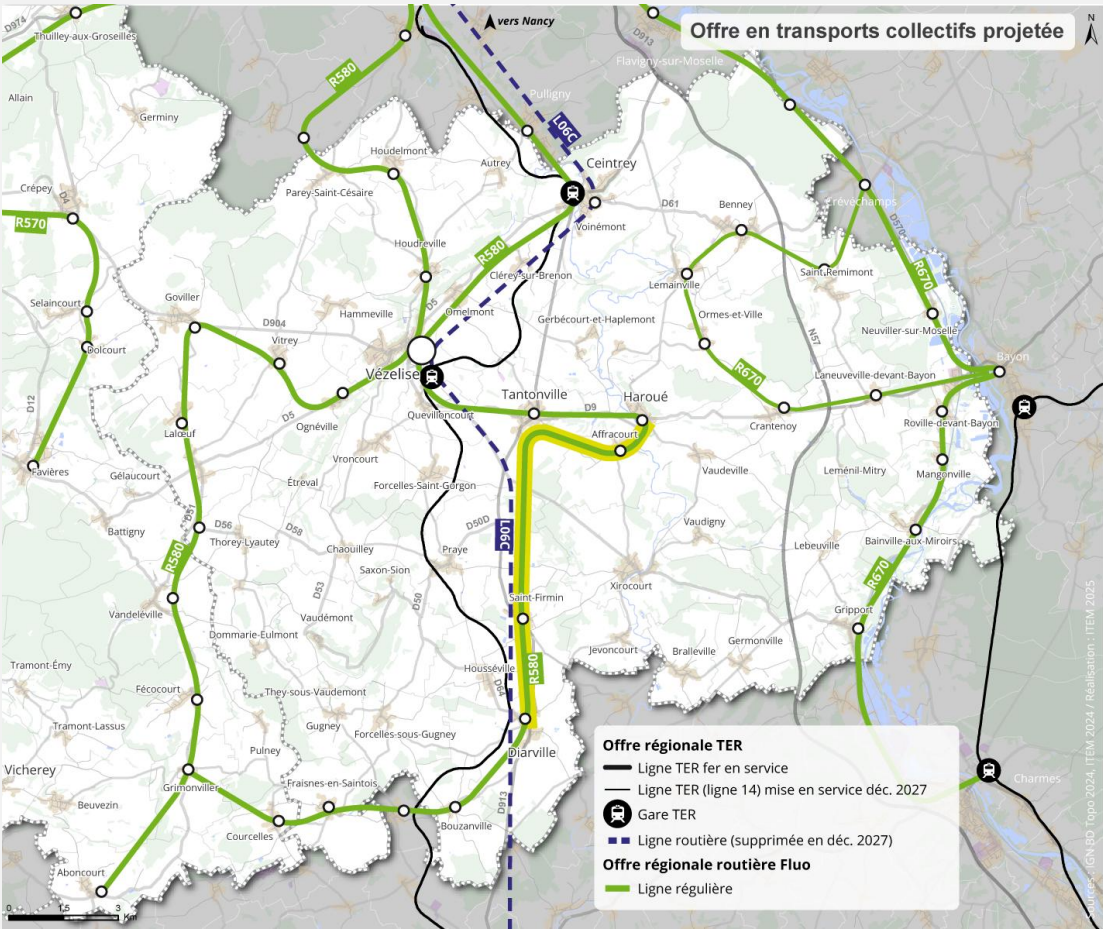 D974
Thuilley-aux-Groseilles
vers Nancy
D913
Offre en transports collectifs projetée
N
Flavigny-sur-Moselle
R580
Pulligny
Allain
Germiny
L06C
Houdelmont
Autrey
Ceintrey
Crépey
D4
Parey-Saint-Césaire
D61
Benney
Crévéchamps
R570
Voinémont
D570
Houdreville
R580
Clérey-sur-Brenon
Saint-Remimont
Lemainville
R670
Selaincourt
Goviller
D5
Omelmont
Hammeville
D904
Gerbécourt-et-Haplemont
Ormes-et-Ville
N57
Neuviller-sur-Moselle
Dolcourt
Vitrey
Vézelise
R670
Laneuveville-devant-Bayon
Bayon
D12
Tantonville
Haroué
Quevilloncourt
D9
D5
Ognéville
Crantenoy
Roville-devant-Bayon
Lalœuf
Affracourt
Favières
Gélaucourt
Vroncourt
Vaudeville
Leménil-Mitry
Mangonville
Étreval
Forcelles-Saint-Gorgon
D51
D56
D58
D50D
L06C
Vaudigny
Battigny
Thorey-Lyautey
Chaouilley
Praye
Lebeuville
Bainville-aux-Miroirs
R580
Saxon-Sion
D53
D50
Xirocourt
R670
Vandeléville
Vaudémont
Saint-Firmin
Gripport
Dommarie-Eulmont
Germonville
Jevoncourt
Bralleville
Tramont-Émy
Housséville
R580
D64
Fécocourt
They-sous-Vaudemont
Tramont-Lassus
Gugney
Forcelles-sous-Gugney
Pulney
Diarville
Vicherey
Grimonviller
Fraisnes-en-Saintois
D913
Beuvezin
Bouzanville
Courcelles
Aboncourt
Charmes
0 1,5 3
Km
Offre régionale TER
Ligne TER fer en service
Ligne TER (ligne 14) mise en service déc. 2027
Gare TER
Ligne routière (supprimée en déc. 2027)
Offre régionale routière Fluo
Ligne régulière
Sources : IGN BD Topo 2024, ITEM 2024 / Réalisation : ITEM 2025